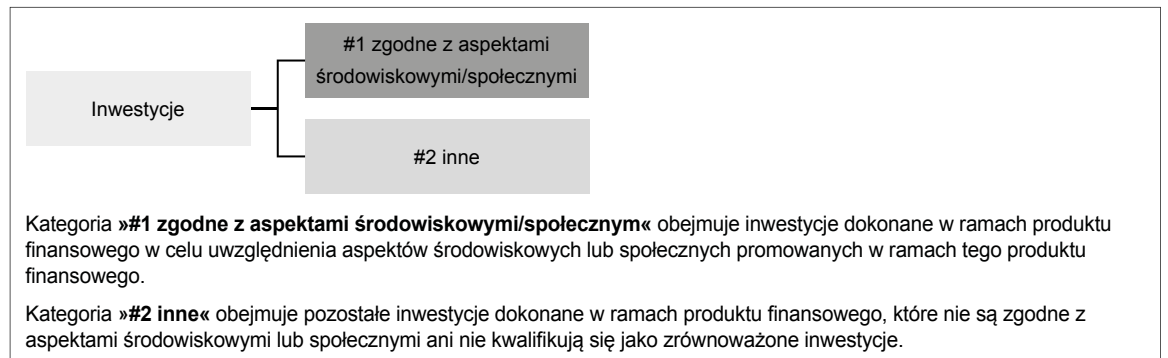 #1 zgodne z aspektami
środowiskowymi/społecznymi
Inwestycje
#2 inne
Kategoria »#1 zgodne z aspektami środowiskowymi/społecznym« obejmuje inwestycje dokonane w ramach produktu
finansowego w celu uwzględnienia aspektów środowiskowych lub społecznych promowanych w ramach tego produktu
finansowego.
Kategoria »#2 inne« obejmuje pozostałe inwestycje dokonane w ramach produktu finansowego, które nie są zgodne z
aspektami środowiskowymi lub społecznymi ani nie kwalifikują się jako zrównoważone inwestycje.